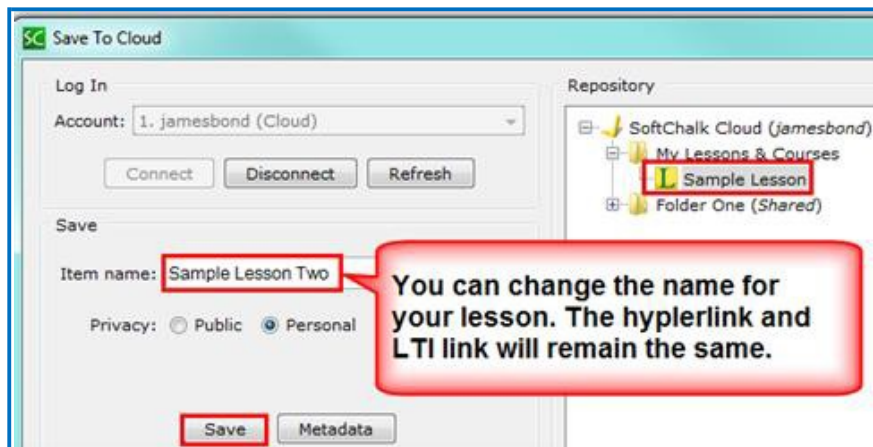 SC Save To Cloud
Log In
Account: 1. jamesbond (Cloud)
Connect Disconnect Refresh
Save
Item name: Sample Lesson Two
Privacy: Public Personal
Save Metadata
Repository
SoftChalk Cloud (jamesbond)
My Lessons & Courses
L Sample Lesson
Folder One (Shared)
You can change the name for
your lesson. The hyplerlink and
LTI link will remain the same.